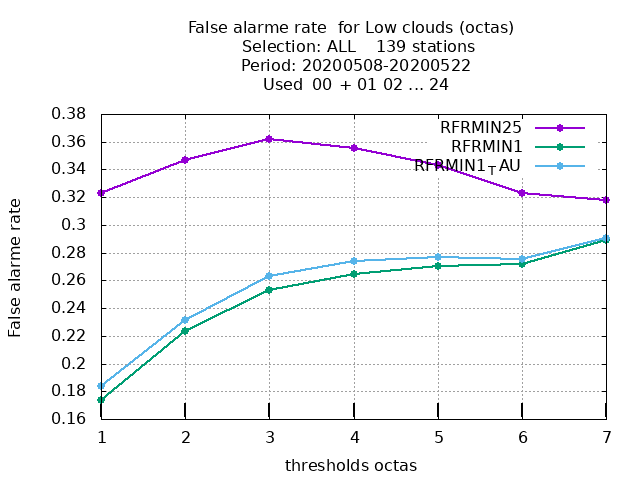 False alarme rate  for Low clouds (octas)
Selection: ALL    139 stations
Period: 20200508-20200522
Used  00 + 01 02 ... 24
RFRMIN25
RFRMIN1
RFRMIN1_TAU
0.38
0.36
0.34
0.32
0.3
0.28
0.26
0.24
0.22
0.2
0.18
0.16
False alarme rate
1 2 3 4 5 6 7
thresholds octas